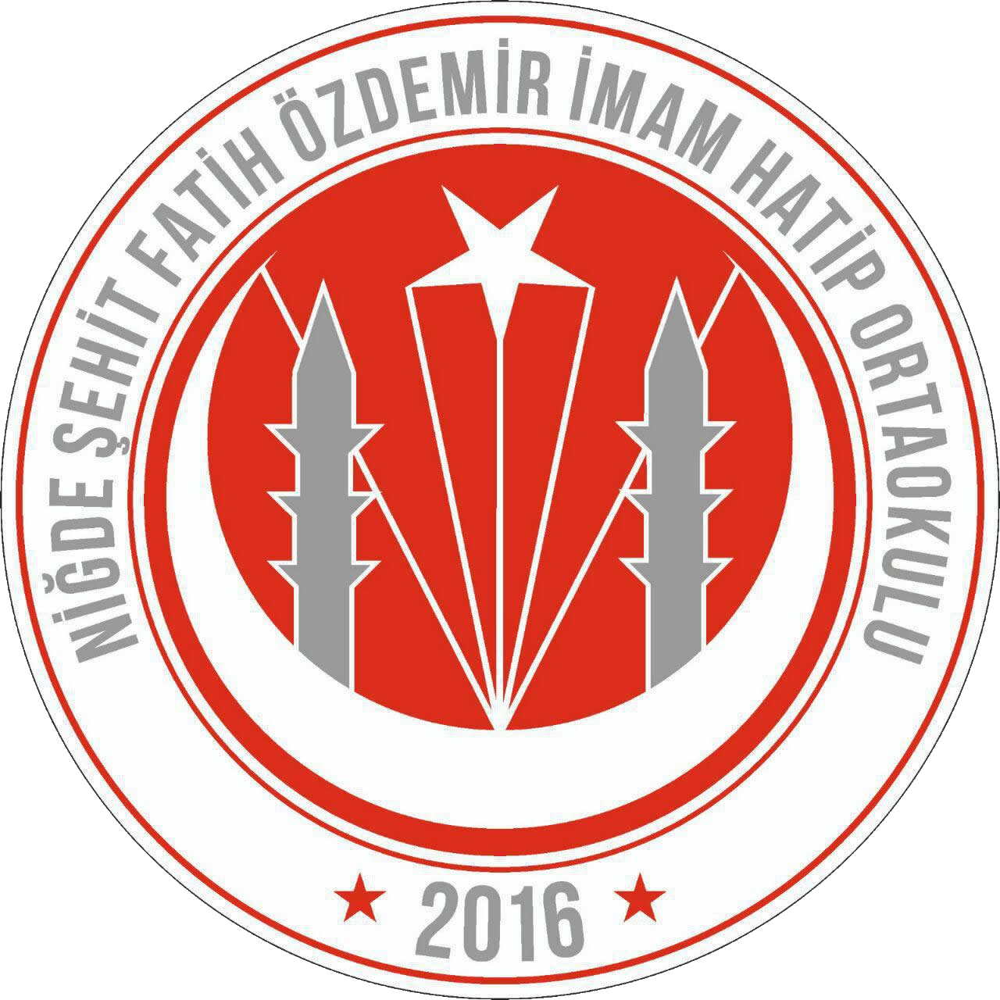 NİĞDE ŞEHİT FATİH ÖZDEMİR İMAM HATİP ORTAOKULU
2016